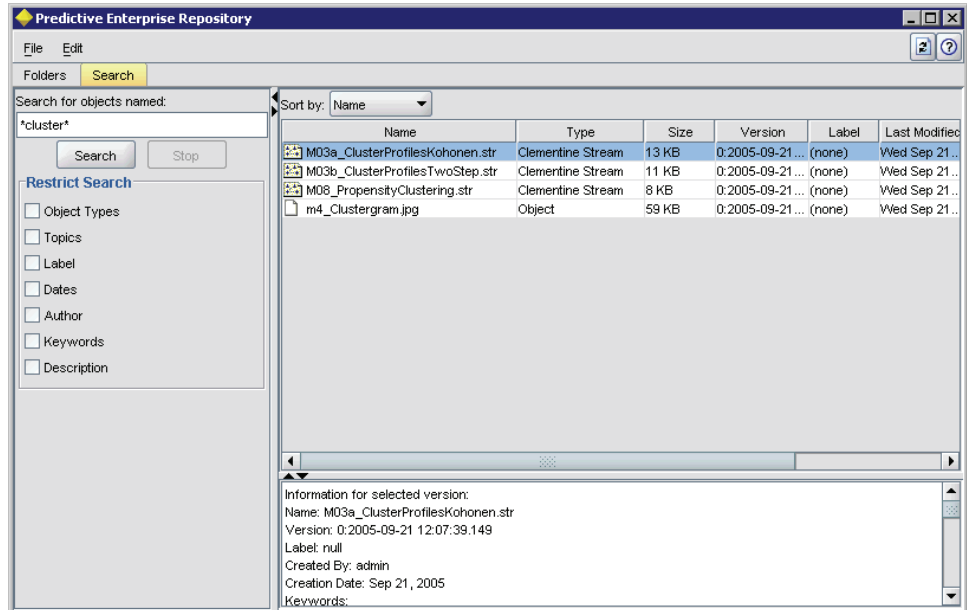 Predictive Enterprise Repository
File Edit
Folders Search
Search for objects named:
*cluster*
Search Stop
Restrict Search
Object Types
Topics
Label
Dates
Author
Keywords
Description
Sort by: Name
Name Type Size Version Label Last Modified
M03a_ClusterProfilesKohonen.str Clementine Stream 13 KB 0:2005-09-21... (none) Wed Sep 21...
M03b_ClusterProfilesTwoStep.str Clementine Stream 11 KB 0:2005-09-21... (none) Wed Sep 21...
M08_PropensityClustering.str Clementine Stream 8 KB 0:2005-09-21... (none) Wed Sep 21...
m4_Clustergram.jpg Object 59 KB 0:2005-09-21... (none) Wed Sep 21...
Information for selected version:
Name: M03a_ClusterProfilesKohonen.str
Version: 0:2005-09-21 12:07:39.149
Label: null
Created By: admin
Creation Date: Sep 21, 2005
Keywords: